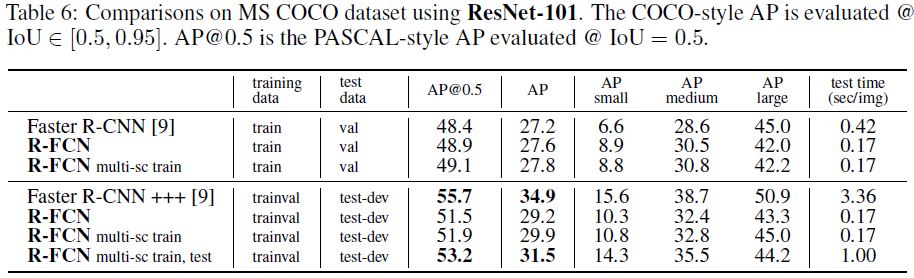 Table 6: Comparisons on MS COCO dataset using ResNet-101. The COCO-style AP is evaluated @
IoU ∈ [0.5, 0.95]. AP@0.5 is the PASCAL-style AP evaluated @ IoU = 0.5.
training data test data AP@0.5 AP AP small AP medium AP large test time (sec/img)
Faster R-CNN [9] train val 48.4 27.2 6.6 28.6 45.0 0.42
R-FCN train val 48.9 27.6 8.9 30.5 42.0 0.17
R-FCN multi-sc train train val 49.1 27.8 8.8 30.8 42.2 0.17
Faster R-CNN +++ [9] trainval test-dev 55.7 34.9 15.6 38.7 50.9 3.36
R-FCN trainval test-dev 51.5 29.2 10.3 32.4 43.3 0.17
R-FCN multi-sc train trainval test-dev 51.9 29.9 10.8 32.8 45.0 0.17
R-FCN multi-sc train, test trainval test-dev 53.2 31.5 14.3 35.5 44.2 1.00